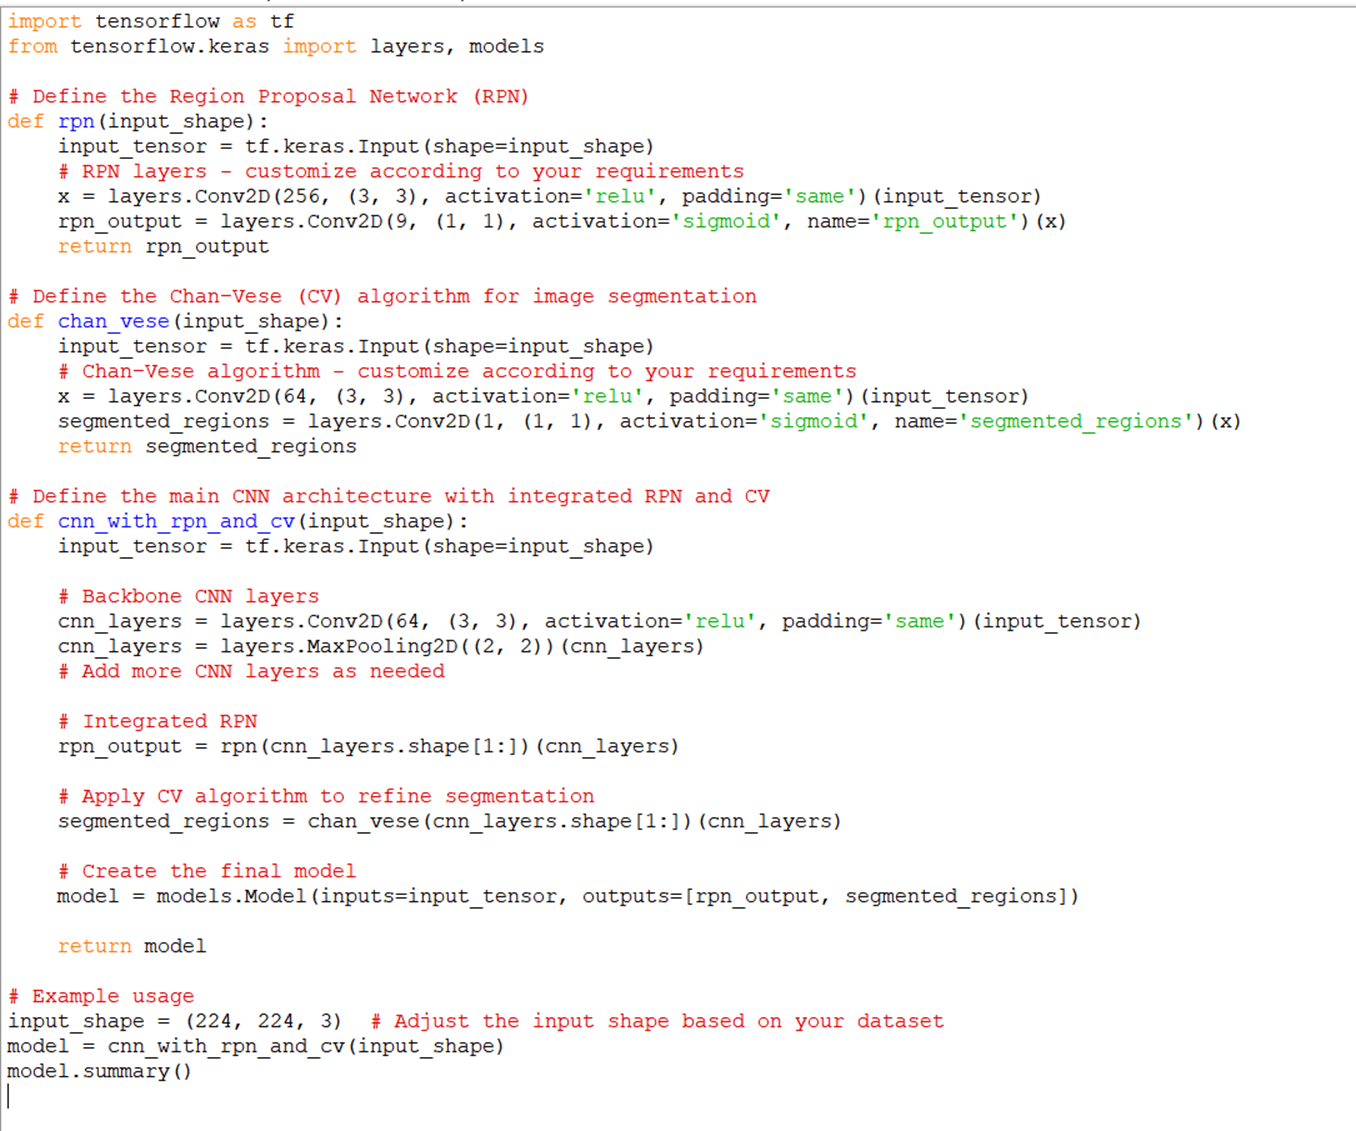 import tensorflow as tf
from tensorflow.keras import layers, models
# Define the Region Proposal Network (RPN)
def rpn(input_shape):
    input_tensor = tf.keras.Input(shape=input_shape)
    # RPN layers - customize according to your requirements
    x = layers.Conv2D(256, (3, 3), activation='relu', padding='same')(input_tensor)
    rpn_output = layers.Conv2D(9, (1, 1), activation='sigmoid', name='rpn_output')(x)
    return rpn_output
# Define the Chan-Vese (CV) algorithm for image segmentation
def chan_vese(input_shape):
    input_tensor = tf.keras.Input(shape=input_shape)
    # Chan-Vese algorithm - customize according to your requirements
    x = layers.Conv2D(64, (3, 3), activation='relu', padding='same')(input_tensor)
    segmented_regions = layers.Conv2D(1, (1, 1), activation='sigmoid', name='segmented_regions')(x)
    return segmented_regions
# Define the main CNN architecture with integrated RPN and CV
def cnn_with_rpn_and_cv(input_shape):
    input_tensor = tf.keras.Input(shape=input_shape)
    # Backbone CNN layers
    cnn_layers = layers.Conv2D(64, (3, 3), activation='relu', padding='same')(input_tensor)
    cnn_layers = layers.MaxPooling2D((2, 2))(cnn_layers)
    # Add more CNN layers as needed
    # Integrated RPN
    rpn_output = rpn(cnn_layers.shape[1:])(cnn_layers)
    # Apply CV algorithm to refine segmentation
    segmented_regions = chan_vese(cnn_layers.shape[1:])(cnn_layers)
    # Create the final model
    model = models.Model(inputs=input_tensor, outputs=[rpn_output, segmented_regions])
    return model
# Example usage
input_shape = (224, 224, 3)  # Adjust the input shape based on your dataset
model = cnn_with_rpn_and_cv(input_shape)
model.summary()